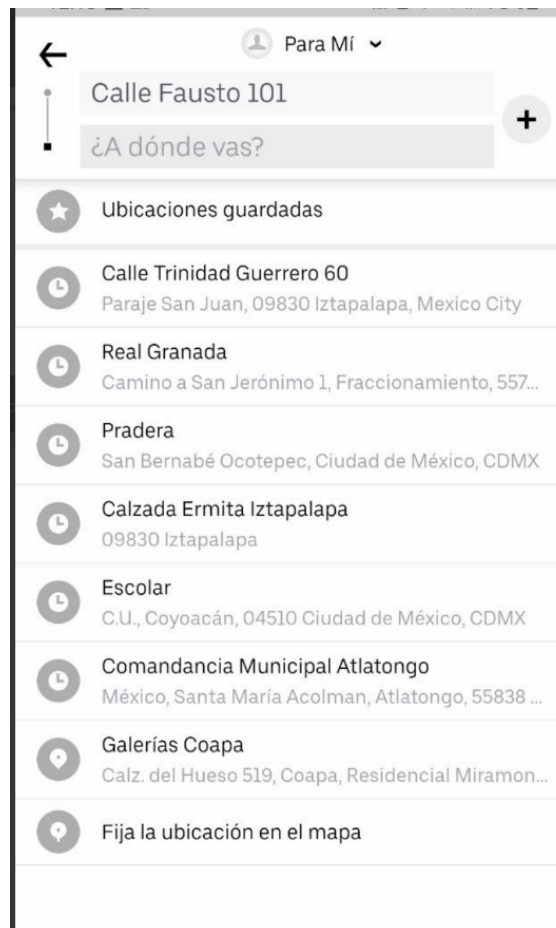 Para Mí
Calle Fausto 101
¿A dónde vas?
+
Ubicaciones guardadas
Calle Trinidad Guerrero 60
Paraje San Juan, 09830 Iztapalapa, Mexico City
Real Granada
Camino a San Jerónimo 1, Fraccionamiento, 557...
Pradera
San Bernabé Ocotepec, Ciudad de México, CDMX
Calzada Ermita Iztapalapa
09830 Iztapalapa
Escolar
C.U., Coyoacán, 04510 Ciudad de México, CDMX
Comandancia Municipal Atlatongo
México, Santa María Acolman, Atlatongo, 55838 ...
Galerías Coapa
Calz. del Hueso 519, Coapa, Residencial Miramon...
Fija la ubicación en el mapa